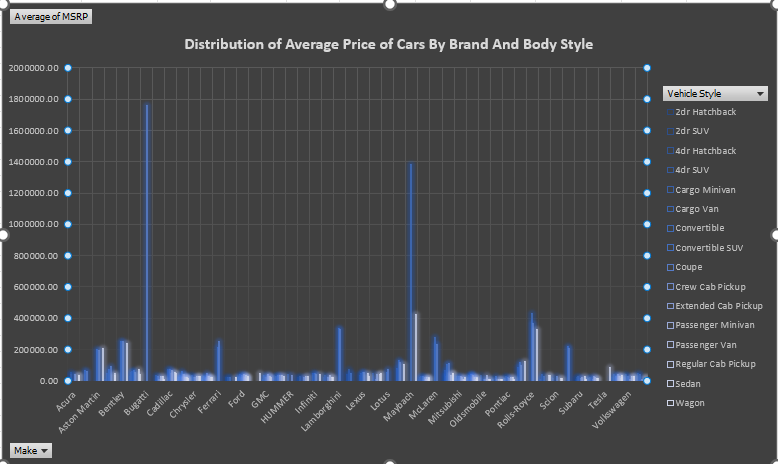 Average of MSRP
Distribution of Average Price of Cars By Brand And Body Style
2000000.00
1800000.00
1600000.00
1400000.00
1200000.00
1000000.00
800000.00
600000.00
400000.00
200000.00
0.00
Acura
Aston Martin
Bentley
Bugatti
Cadillac
Chrysler
Ferrari
Ford
GMC
HUMMER
Infiniti
Lamborghini
Lexus
Lotus
Maybach
McLaren
Mitsubishi
Oldsmobile
Pontiac
Rolls-Royce
Scion
Subaru
Tesla
Volkswagen
Vehicle Style
2dr Hatchback
2dr SUV
4dr Hatchback
4dr SUV
Cargo Minivan
Cargo Van
Convertible
Convertible SUV
Coupe
Crew Cab Pickup
Extended Cab Pickup
Passenger Minivan
Passenger Van
Regular Cab Pickup
Sedan
Wagon
Make